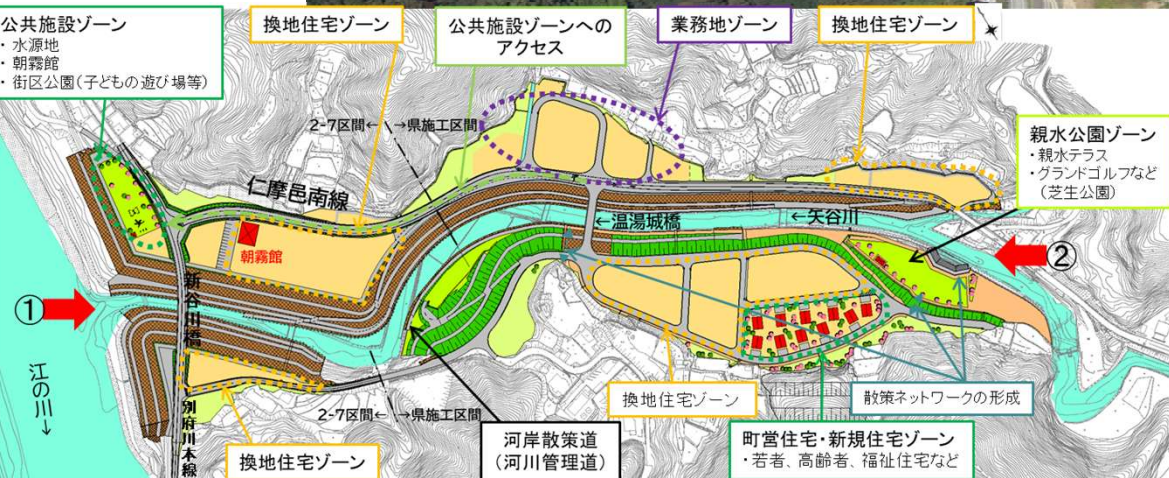 公共施設ゾーン
・ 水源地
・ 朝霧館
・ 街区公園(子どもの遊び場等)
換地住宅ゾーン
公共施設ゾーンへの
アクセス
業務地ゾーン
換地住宅ゾーン
親水公園ゾーン
・親水テラス
・グランドゴルフなど
(芝生公園)
2-7区間←
→県施工区間
仁摩邑南線
←温湯城橋
←矢谷川
朝霧館
①
②
新谷川橋
江の川→
別府川本線
2-7区間←
→県施工区間
換地住宅ゾーン
河岸散策道
(河川管理道)
換地住宅ゾーン
散策ネットワークの形成
町営住宅・新規住宅ゾーン
・若者、高齢者、福祉住宅など